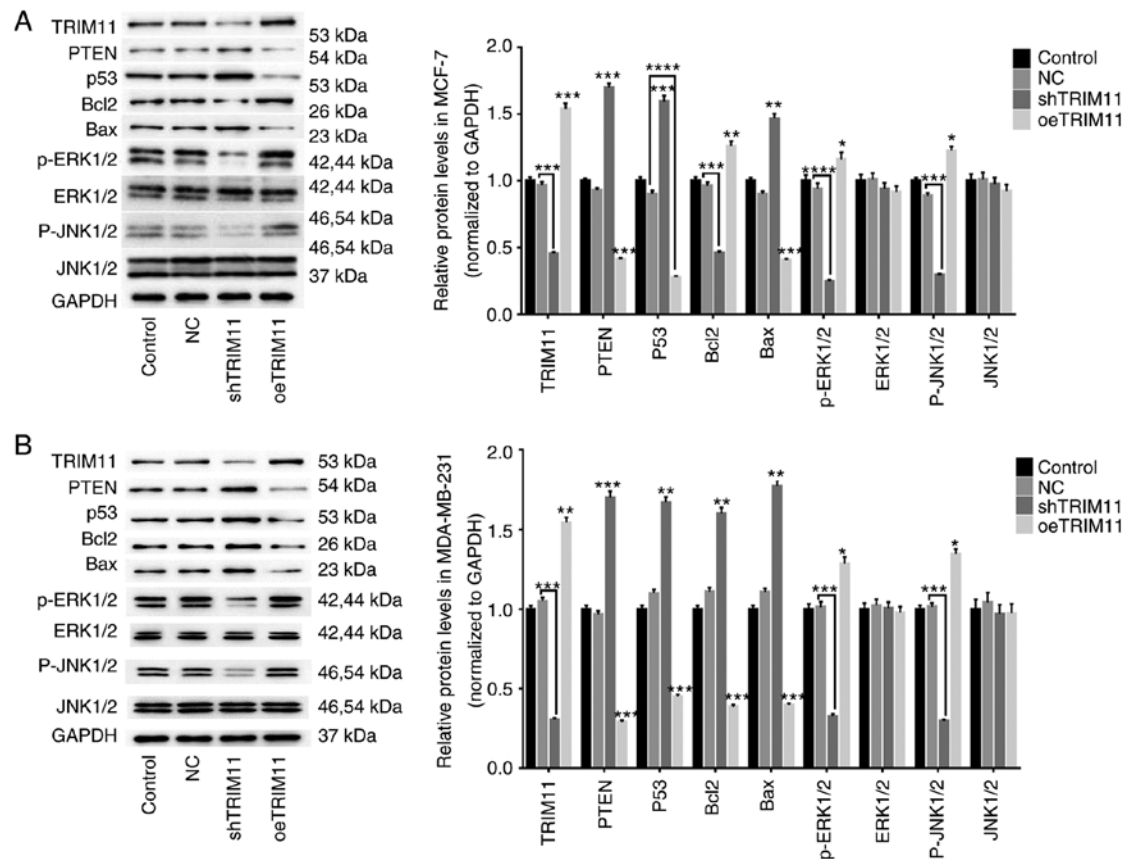 A
TRIM11
53 kDa
PTEN
54 kDa
p53
53 kDa
Bcl2
26 kDa
Bax
23 kDa
p-ERK1/2
42,44 kDa
ERK1/2
42,44 kDa
46,54 kDa
P-JNK1/2
46,54 kDa
JNK1/2
37 kDa
GAPDH
Control
NC
shTRIM11
oeTRIM11
Relative protein levels in MCF-7
(normalized to GAPDH)
2.0
1.5
1.0
0.5
0.0
***
***
***
***
****
***
***
**
**
***
****
*
***
*
TRIM11
PTEN
P53
Bcl2
Bax
p-ERK1/2
ERK1/2
P-JNK1/2
JNK1/2
Control
NC
shTRIM11
oeTRIM11
B
TRIM11
53 kDa
PTEN
54 kDa
p53
53 kDa
Bcl2
26 kDa
Bax
23 kDa
p-ERK1/2
42,44 kDa
ERK1/2
42,44 kDa
P-JNK1/2
46,54 kDa
JNK1/2
46,54 kDa
GAPDH
37 kDa
Control
NC
shTRIM11
oeTRIM11
Relative protein levels in MDA-MB-231
(normalized to GAPDH)
2.0
1.5
1.0
0.5
0.0
***
**
***
***
**
***
**
***
**
***
***
*
***
*
TRIM11
PTEN
P53
Bcl2
Bax
p-ERK1/2
ERK1/2
P-JNK1/2
JNK1/2
Control
NC
shTRIM11
oeTRIM11